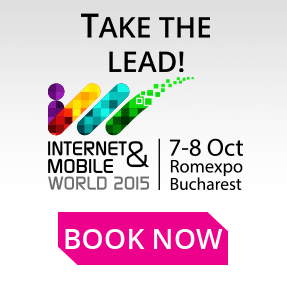 TAKE THE
LEAD!
INTERNET &
MOBILE
WORLD 2015
7-8 Oct
Romexpo
Bucharest
BOOK NOW